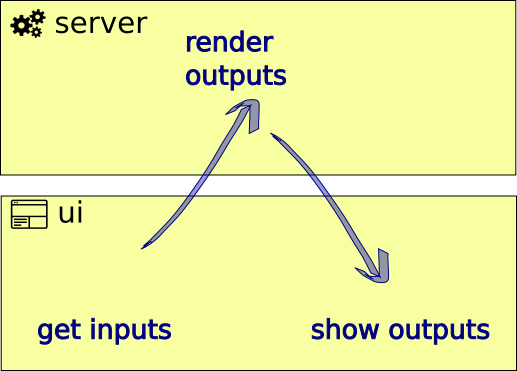 server
render
outputs
ui
get inputs
show outputs